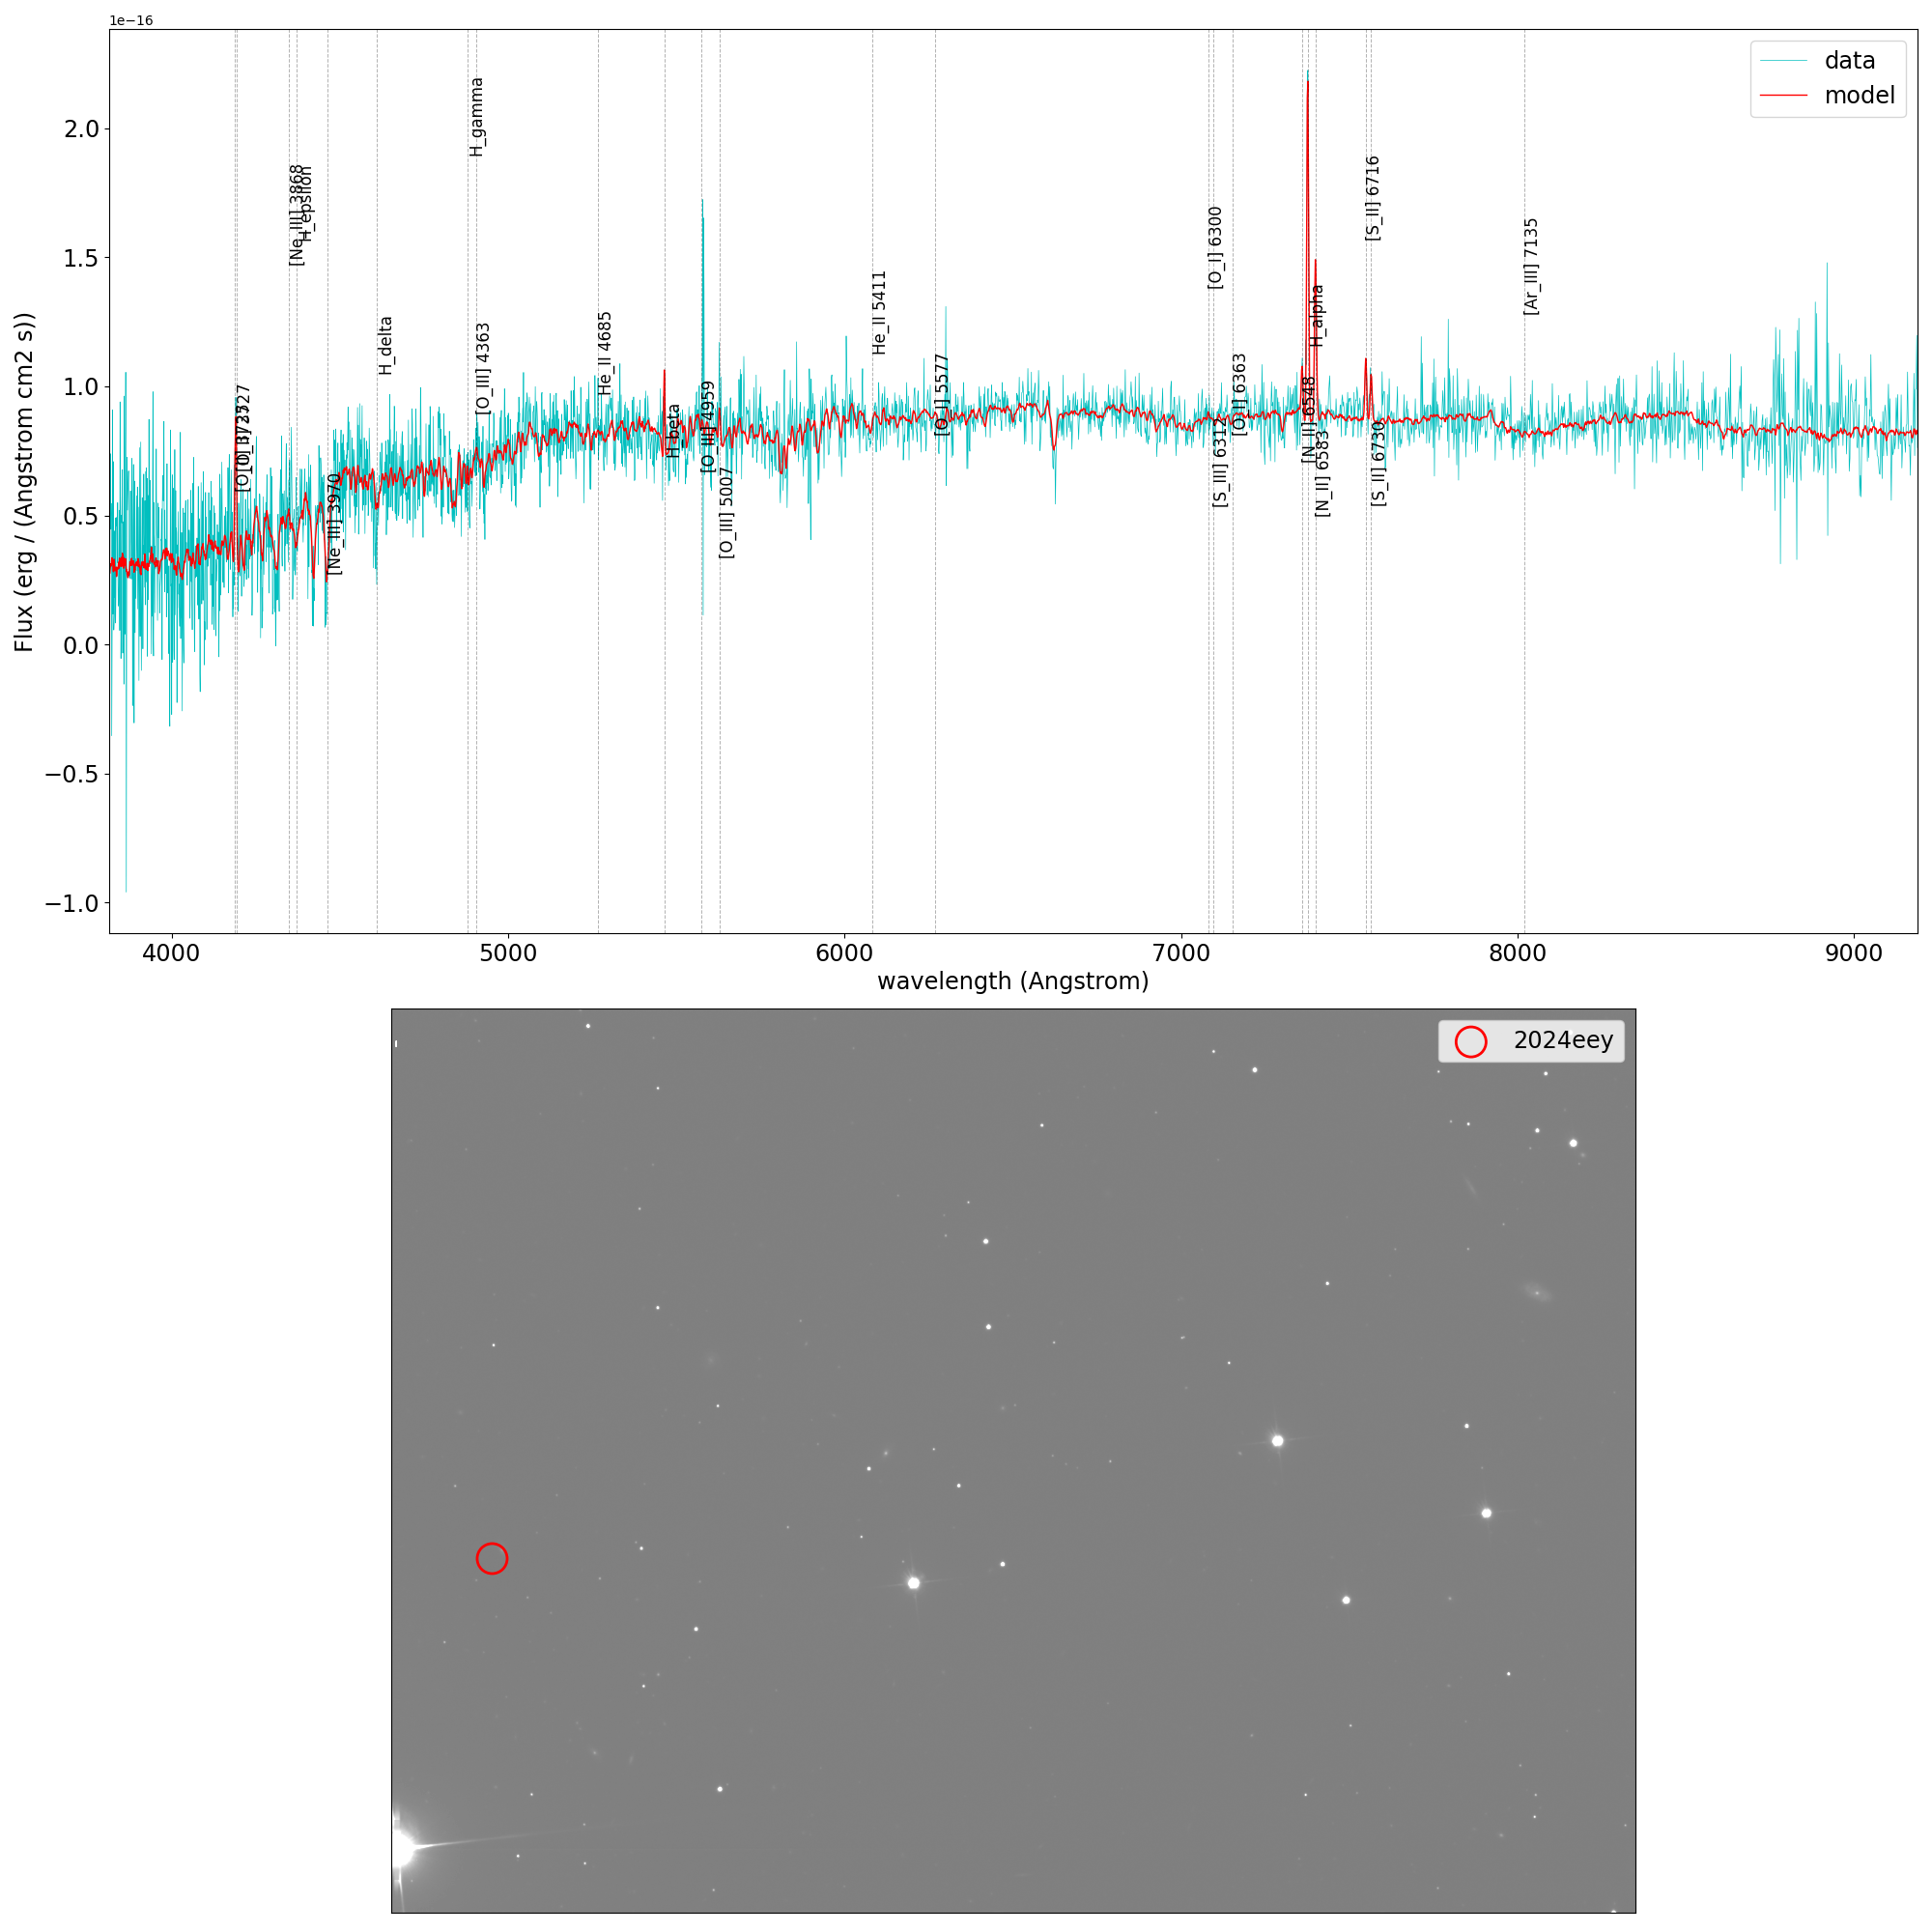 1e−16
data
model
H_gamma
[Ne_III] 3868
H_epsilon
[S_II] 6716
[O_I] 6300
[Ar_III] 7135
He_II 5411
H_alpha
H_delta
[O_III] 4363
He_II 4685
[O_III] 4959
H_beta
[O_I] 5577
[O_I] 6363
[N_II] 6548
[S_III] 6312
[N_II] 6583
[S_II] 6730
[O_III] 5007
[Ne_III] 3970
2.0
1.5
1.0
0.5
0.0
−0.5
−1.0
Flux (erg / (Angstrom cm2 s))
4000 5000 6000 7000 8000 9000
wavelength (Angstrom)
2024eey